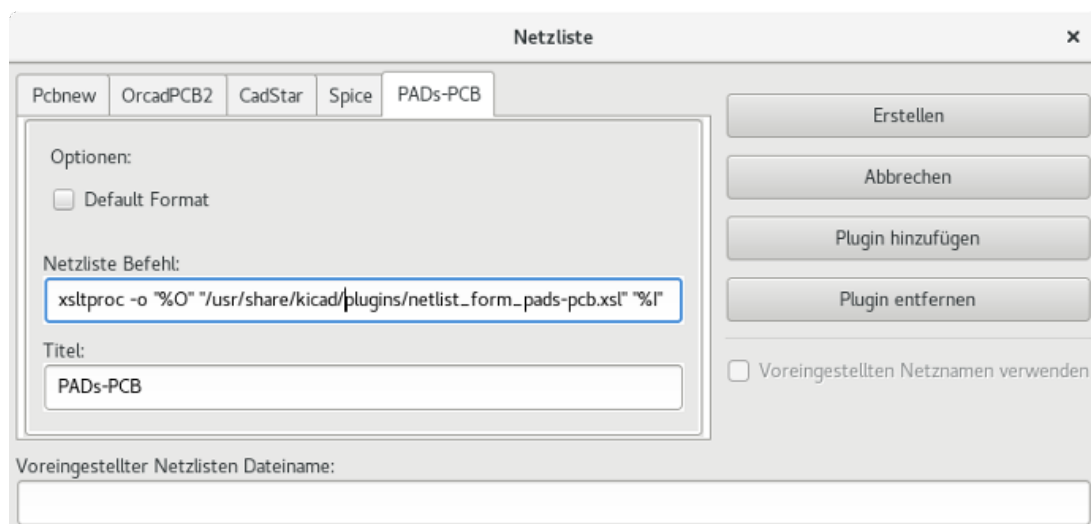 Netzliste
Pcbnew OrcadPCB2 CadStar Spice PADs-PCB
Erstellen
Optionen:
Default Format
Abbrechen
Plugin hinzufügen
Netzliste Befehl:
xsltproc -o "%O" "/usr/share/kicad/plugins/netlist_form_pads-pcb.xsl" "%I"
Plugin entfernen
Titel:
PADs-PCB
Voreingestellten Netznamen verwenden
Voreingestellter Netzlisten Dateiname: